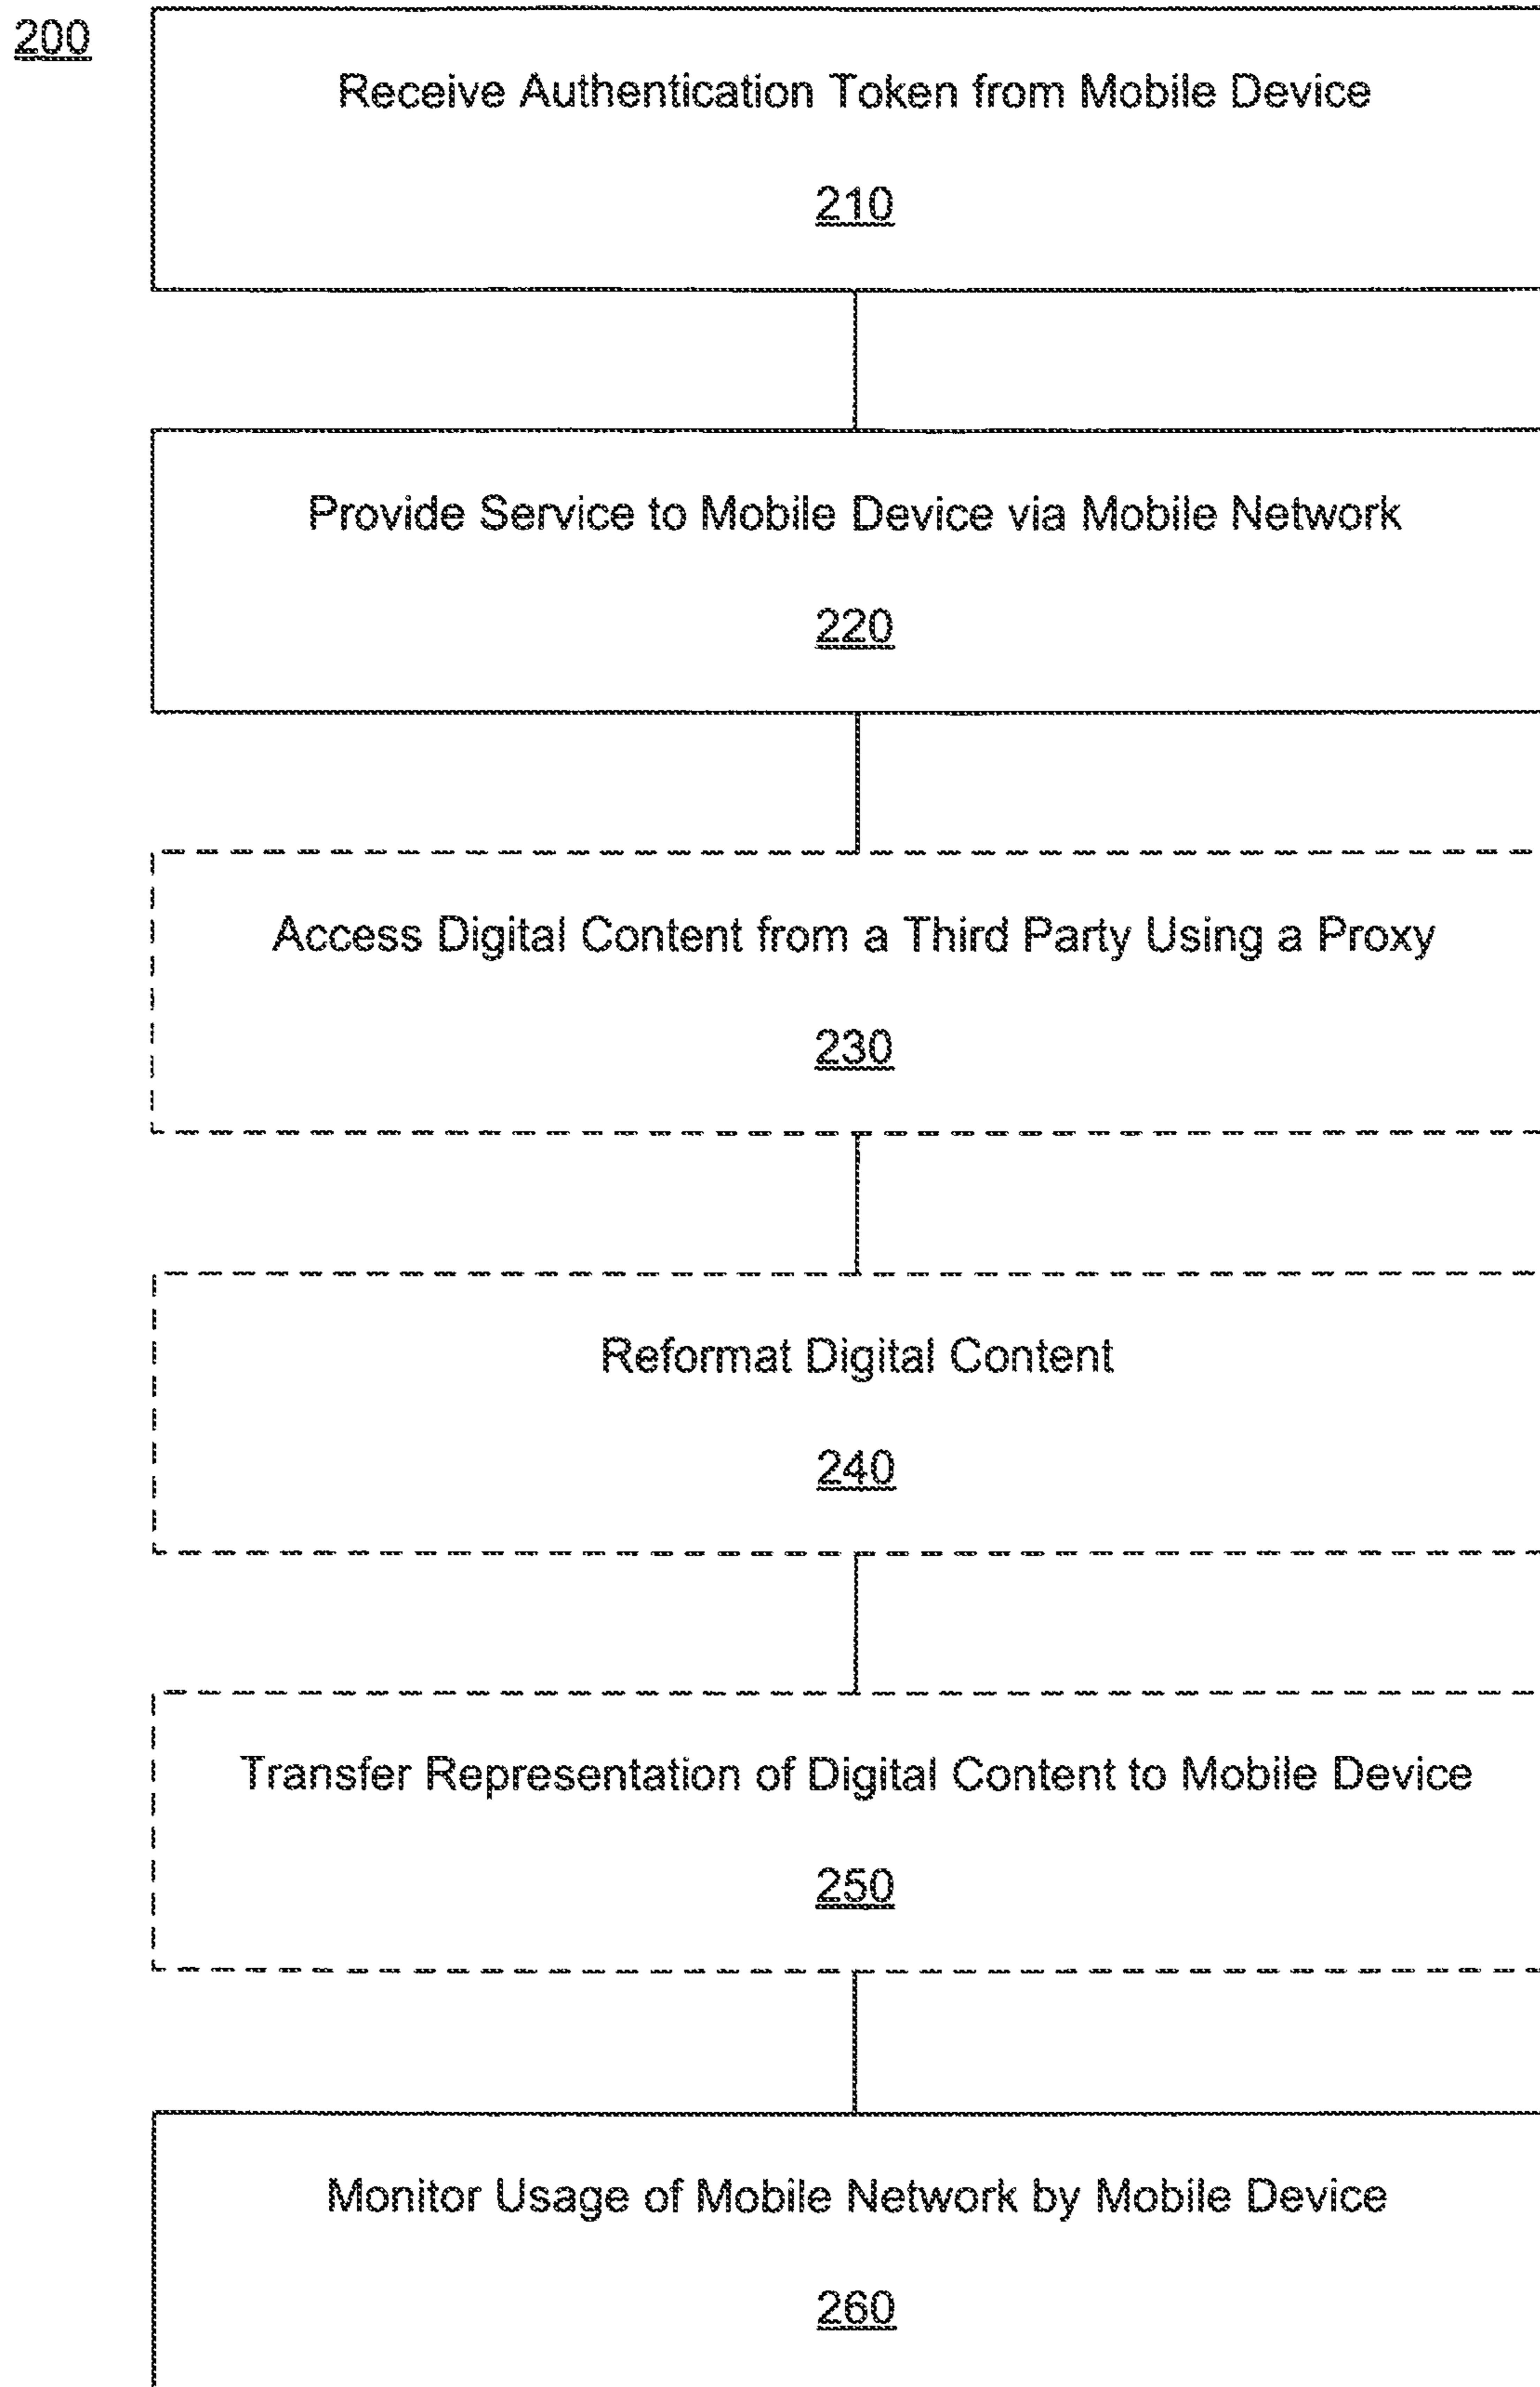 200
Receive Authentication Token from Mobile Device
210
Provide Service to Mobile Device via Mobile Network
220
Access Digital Content from a Third Party Using a Proxy
230
Reformat Digital Content
240
Transfer Representation of Digital Content to Mobile Device
250
Monitor Usage of Mobile Network by Mobile Device
260